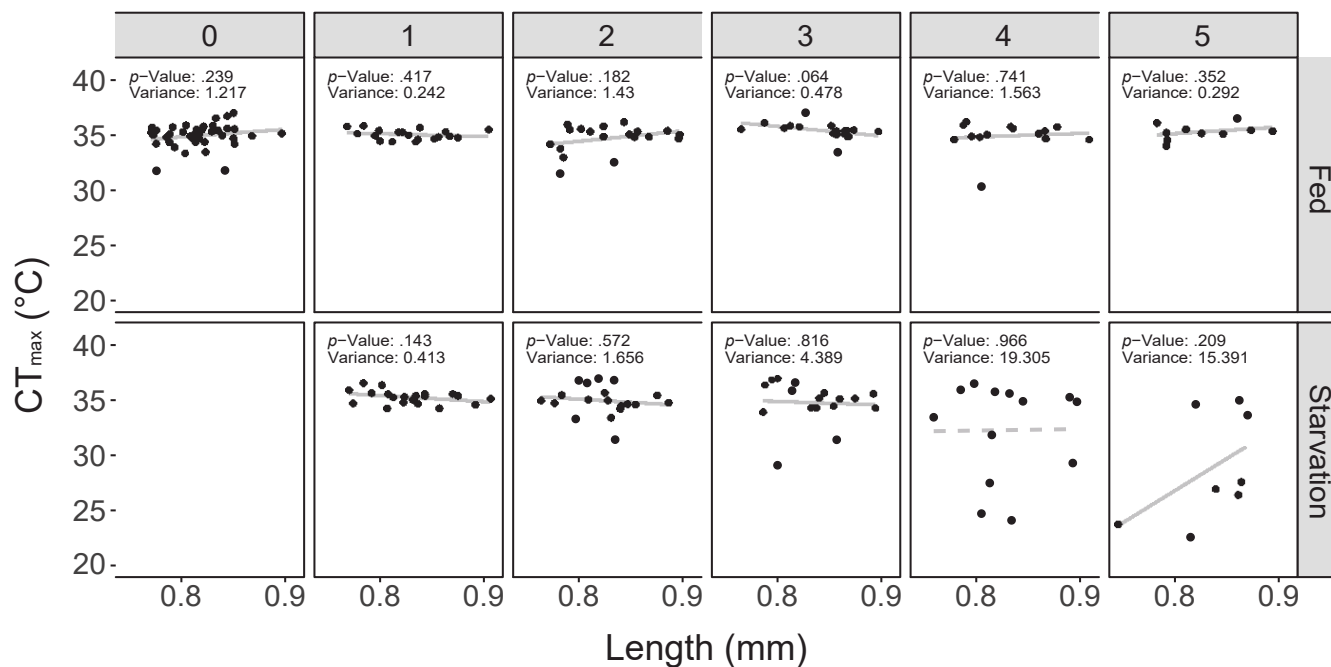 0 1 2 3 4 5
p−Value: .239
Variance: 1.217
p−Value: .417
Variance: 0.242
p−Value: .182
Variance: 1.43
p−Value: .064
Variance: 0.478
p−Value: .741
Variance: 1.563
p−Value: .352
Variance: 0.292
40
35
30
25
20
Fed
CTmax (°C)
p−Value: .143
Variance: 0.413
p−Value: .572
Variance: 1.656
p−Value: .816
Variance: 4.389
p−Value: .966
Variance: 19.305
p−Value: .209
Variance: 15.391
40
35
30
25
20
Starvation
0.8 0.9 0.8 0.9 0.8 0.9 0.8 0.9 0.8 0.9 0.8 0.9
Length (mm)